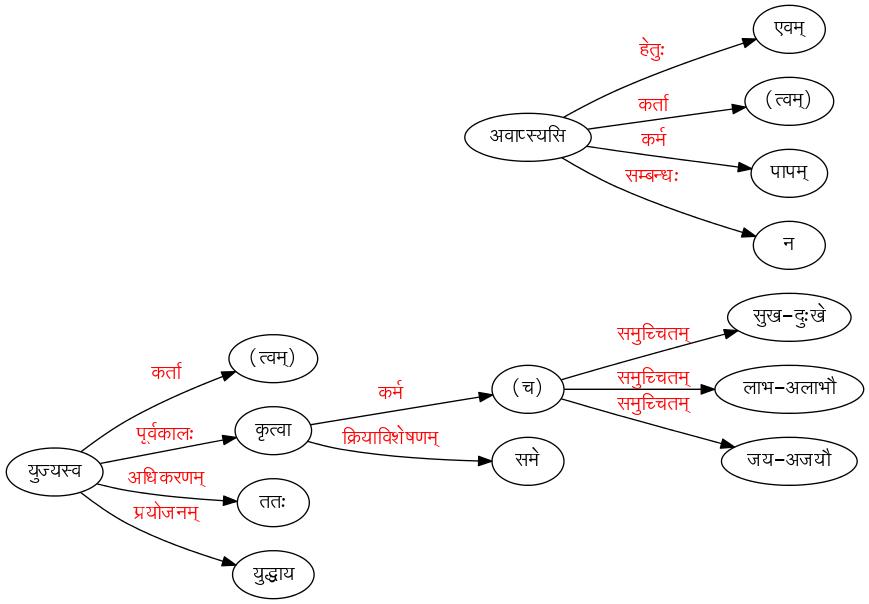 एवम्
हेतुः
(त्वम्)
कर्ता
अवाप्स्यसि
कर्म
पापम्
सम्बन्धः
न
सुख-दुःखे
समुच्चितम्
(त्वम्)
कर्ता
समुच्चितम्
लाभ-अलाभौ
कर्म
(च)
समुच्चितम्
पूर्वकालः
कृत्वा
क्रियाविशेषणम्
समे
जय-अजयौ
युज्यस्व
अधिकरणम्
ततः
प्रयोजनम्
युद्धाय